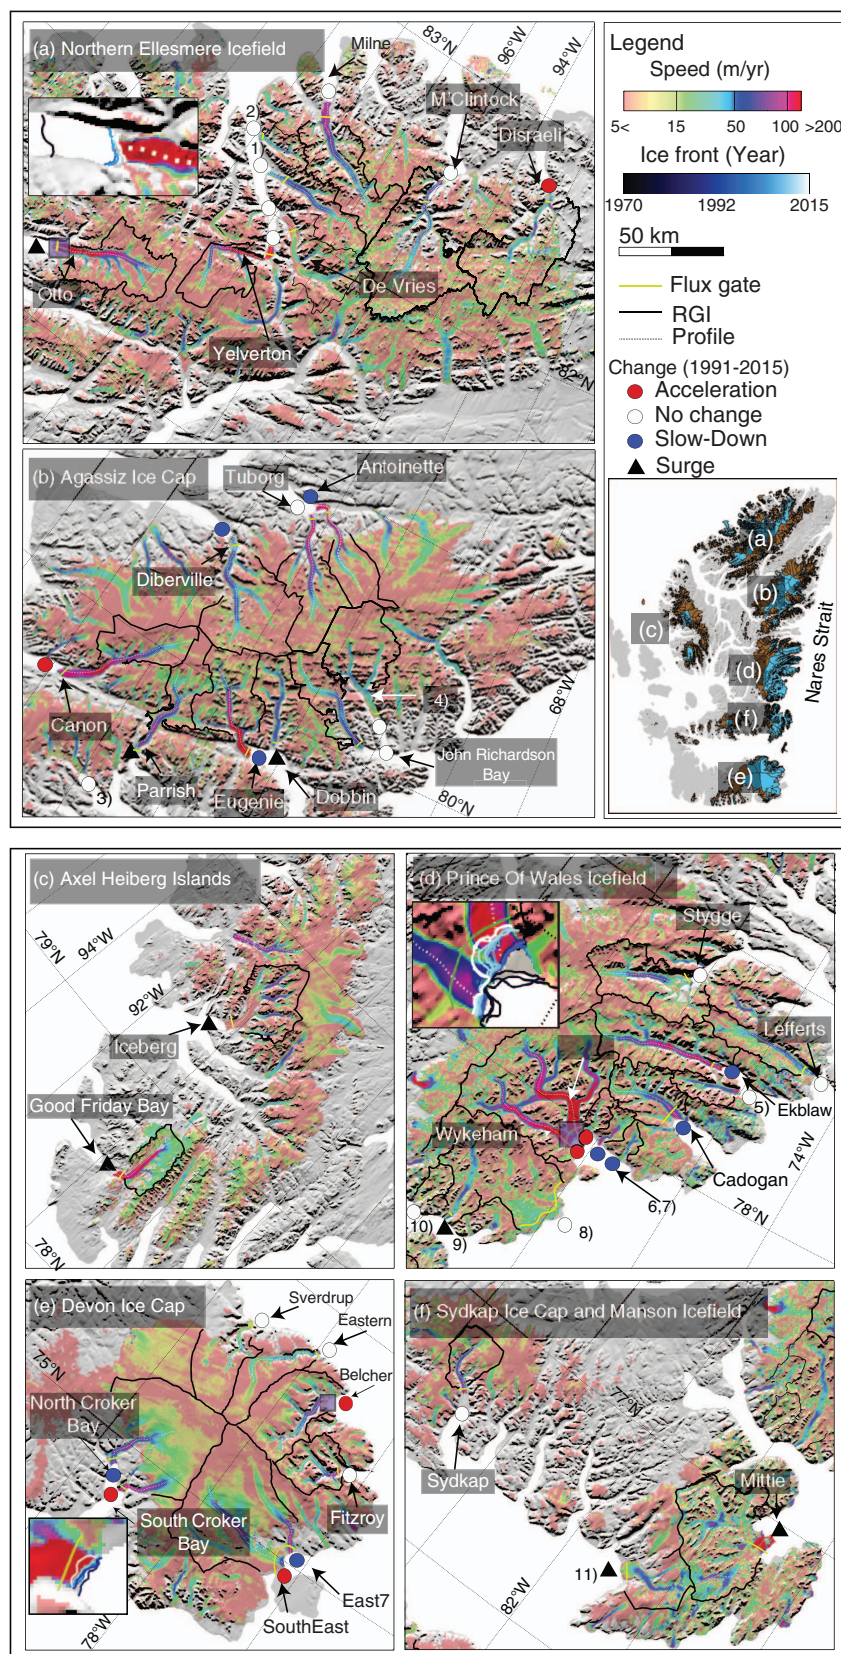 (a) Northern Ellesmere Icefield
Milne
83°N
96°W
94°W
M'Clintock
Disraeli
2)
1)
Otto
De Vries
Yelverton
82°N
Legend
Speed (m/yr)
5< 15 50 100 >200
Ice front (Year)
1970 1992 2015
50 km
Flux gate
RGI
Profile
Change (1991-2015)
Acceleration
No change
Slow-Down
Surge
(a)
(b)
(c)
(d)
(f)
(e)
Nares Strait
(b) Agassiz Ice Cap
Tuborg
Antoinette
Diberville
Canon
4)
68°W
Parrish
Eugenie
Dobbin
John Richardson
Bay
3)
80°N
(c) Axel Heiberg Islands
79°N
94°W
92°W
Iceberg
Good Friday Bay
78°N
(d) Prince Of Wales Icefield
Stygge
Lefferts
5)
Ekblaw
Wykeham
Cadogan
74°W
6,7)
78°N
8)
10)
9)
(e) Devon Ice Cap
Sverdrup
Eastern
75°N
Belcher
North Croker
Bay
South Croker
Bay
Fitzroy
East7
SouthEast
78°W
(f) Sydkap Ice Cap and Manson Icefield
77°N
Sydkap
Mittie
11)
82°W